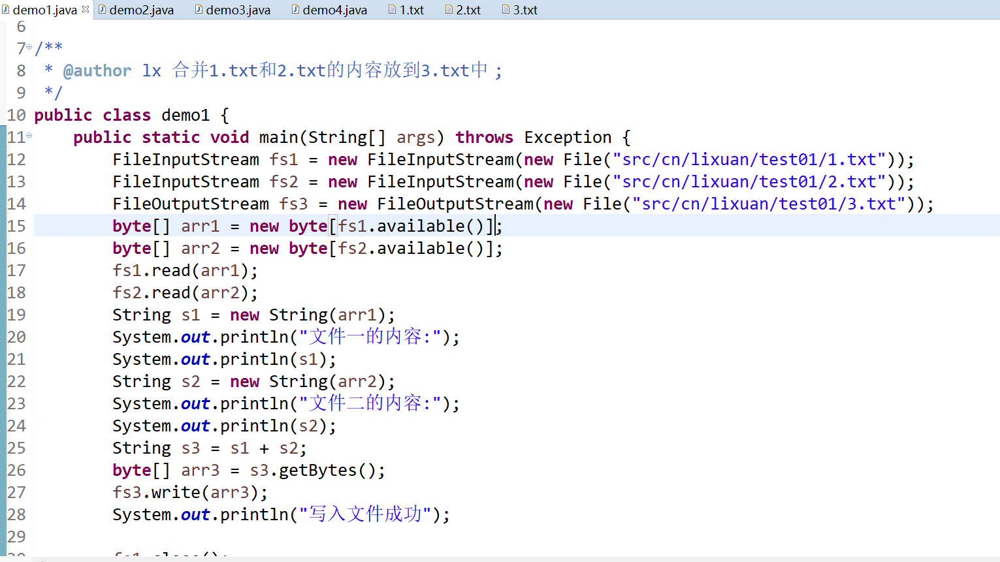 demo1.java demo2.java demo3.java demo4.java 1.txt 2.txt 3.txt
6
7 /**
8  * @author lx 合并1.txt和2.txt的内容放到3.txt中；
9  */
10 public class demo1 {
11     public static void main(String[] args) throws Exception {
12         FileInputStream fs1 = new FileInputStream(new File("src/cn/lixuan/test01/1.txt"));
13         FileInputStream fs2 = new FileInputStream(new File("src/cn/lixuan/test01/2.txt"));
14         FileOutputStream fs3 = new FileOutputStream(new File("src/cn/lixuan/test01/3.txt"));
15         byte[] arr1 = new byte[fs1.available()];
16         byte[] arr2 = new byte[fs2.available()];
17         fs1.read(arr1);
18         fs2.read(arr2);
19         String s1 = new String(arr1);
20         System.out.println("文件一的内容:");
21         System.out.println(s1);
22         String s2 = new String(arr2);
23         System.out.println("文件二的内容:");
24         System.out.println(s2);
25         String s3 = s1 + s2;
26         byte[] arr3 = s3.getBytes();
27         fs3.write(arr3);
28         System.out.println("写入文件成功");
29